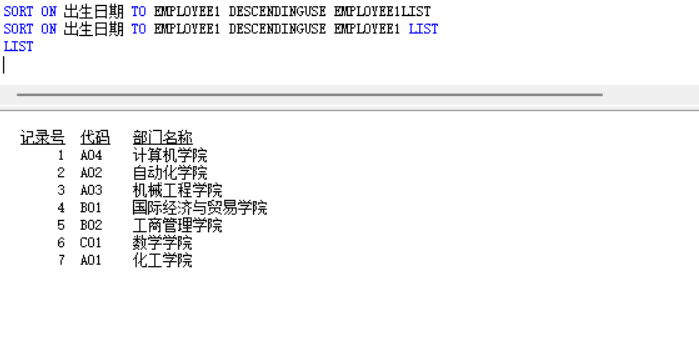 SORT ON 出生日期 TO EMPLOYEE1 DESCENDINGUSE EMPLOYEE1LIST
SORT ON 出生日期 TO EMPLOYEE1 DESCENDINGUSE EMPLOYEE1 LIST
LIST
记录号 代码 部门名称
1 A04 计算机学院
2 A02 自动化学院
3 A03 机械工程学院
4 B01 国际经济与贸易学院
5 B02 工商管理学院
6 C01 数学学院
7 A01 化工学院